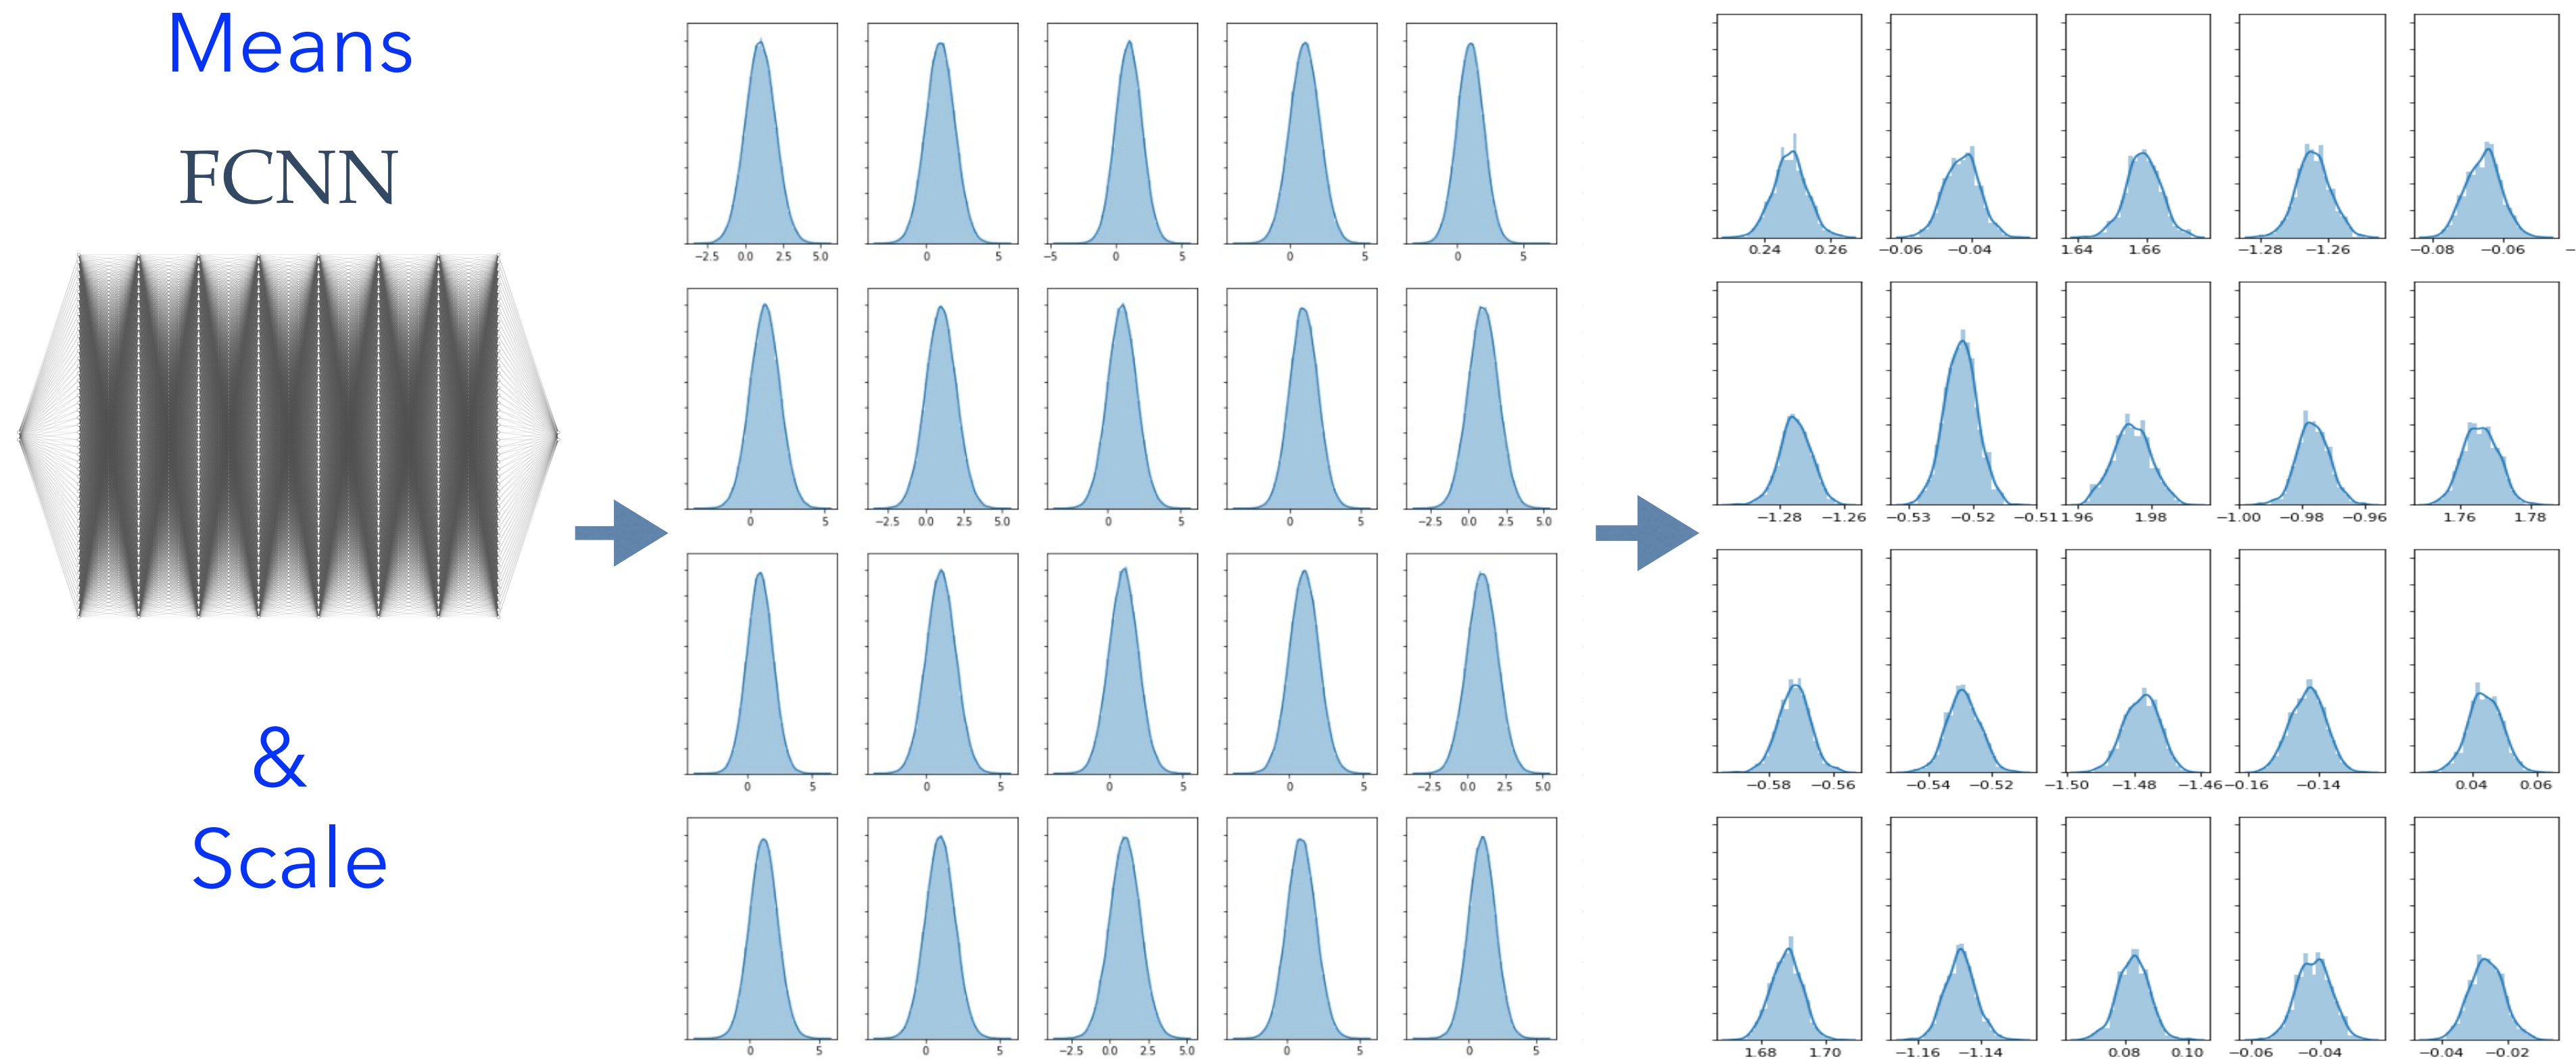 Means
FCNN
&
Scale
−2.5 0.0 2.5 5.0 0 5 −5 0 5 0 5 0 5
0.24 0.26 −0.06 −0.04 1.64 1.66 −1.28 −1.26 −0.08 −0.06
0 5 −2.5 0.0 2.5 5.0 0 5 0 5 −2.5 0.0 2.5 5.0
−1.28 −1.26 −0.53 −0.52 −0.51 1.96 1.98 −1.00 −0.98 −0.96 1.76 1.78
0 5 0 5 0 5 0 5 −2.5 0.0 2.5 5.0
−0.58 −0.56 −0.54 −0.52 −1.50 −1.48 −1.46 −0.16 −0.14 0.04 0.06
0 5 0 5 −2.5 0.0 2.5 5.0 0 5 0 5
1.68 1.70 −1.16 −1.14 0.08 0.10 −0.06 −0.04 −0.04 −0.02